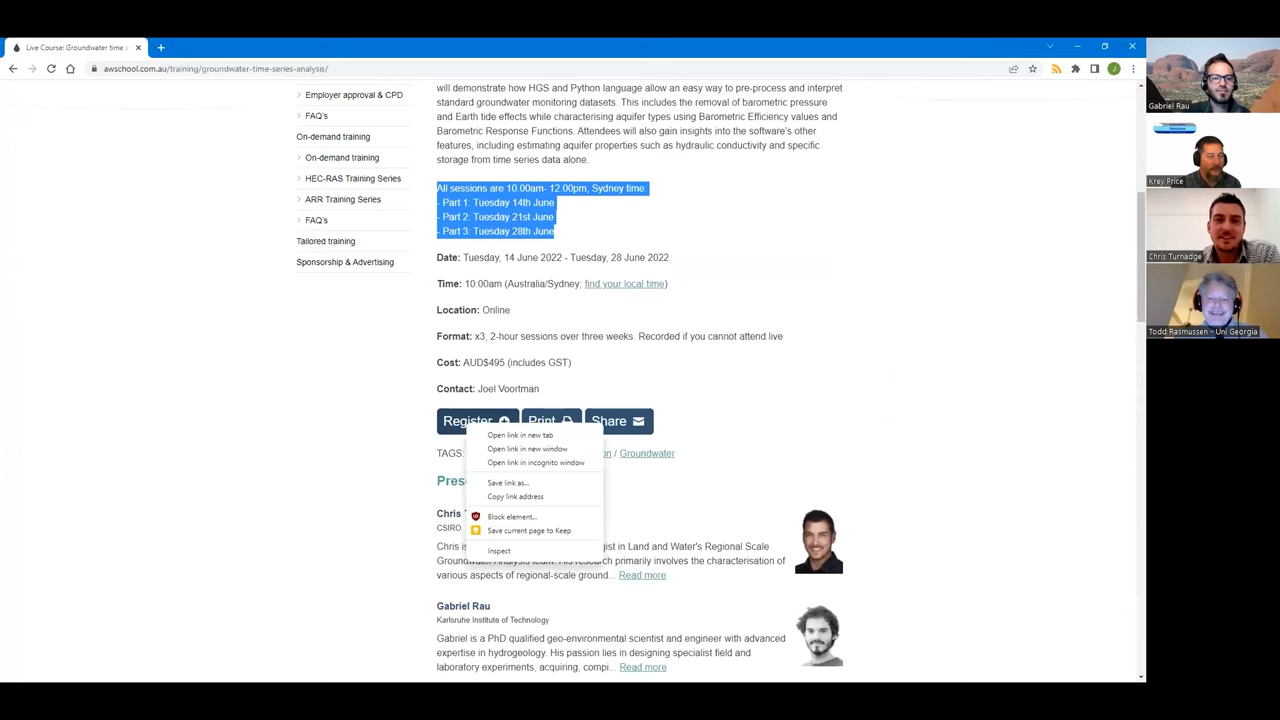 Live Course: Groundwater time s
awschool.com.au/training/groundwater-time-series-analysis/
J
Employer approval & CPD
FAQ's
On-demand training
On-demand training
HEC-RAS Training Series
ARR Training Series
FAQ's
Tailored training
Sponsorship & Advertising
will demonstrate how HGS and Python language allow an easy way to pre-process and interpret
standard groundwater monitoring datasets. This includes the removal of barometric pressure
and Earth tide effects while characterising aquifer types using Barometric Efficiency values and
Barometric Response Functions. Attendees will also gain insights into the software's other
features, including estimating aquifer properties such as hydraulic conductivity and specific
storage from time series data alone.
All sessions are 10.00am- 12.00pm, Sydney time:
- Part 1: Tuesday 14th June
- Part 2: Tuesday 21st June
- Part 3: Tuesday 28th June
Date: Tuesday, 14 June 2022 - Tuesday, 28 June 2022
Time: 10:00am (Australia/Sydney; find your local time)
Location: Online
Format: x3, 2-hour sessions over three weeks. Recorded if you cannot attend live
Cost: AUD$495 (includes GST)
Contact: Joel Voortman
Register Print Share
Open link in new tab
Open link in new window
Open link in incognito window
Save link as...
Copy link address
Block element...
Save current page to Keep
Inspect
TAGS: on / Groundwater
Pres
Chris T
CSIRO
Chris is gist in Land and Water's Regional Scale
Groundwater Analysis team. His research primarily involves the characterisation of
various aspects of regional-scale ground... Read more
Gabriel Rau
Karlsruhe Institute of Technology
Gabriel is a PhD qualified geo-environmental scientist and engineer with advanced
expertise in hydrogeology. His passion lies in designing specialist field and
laboratory experiments, acquiring, compi... Read more
Gabriel Rau
Krey Price
Chris Turnadge
Todd Rasmussen - Uni Georgia